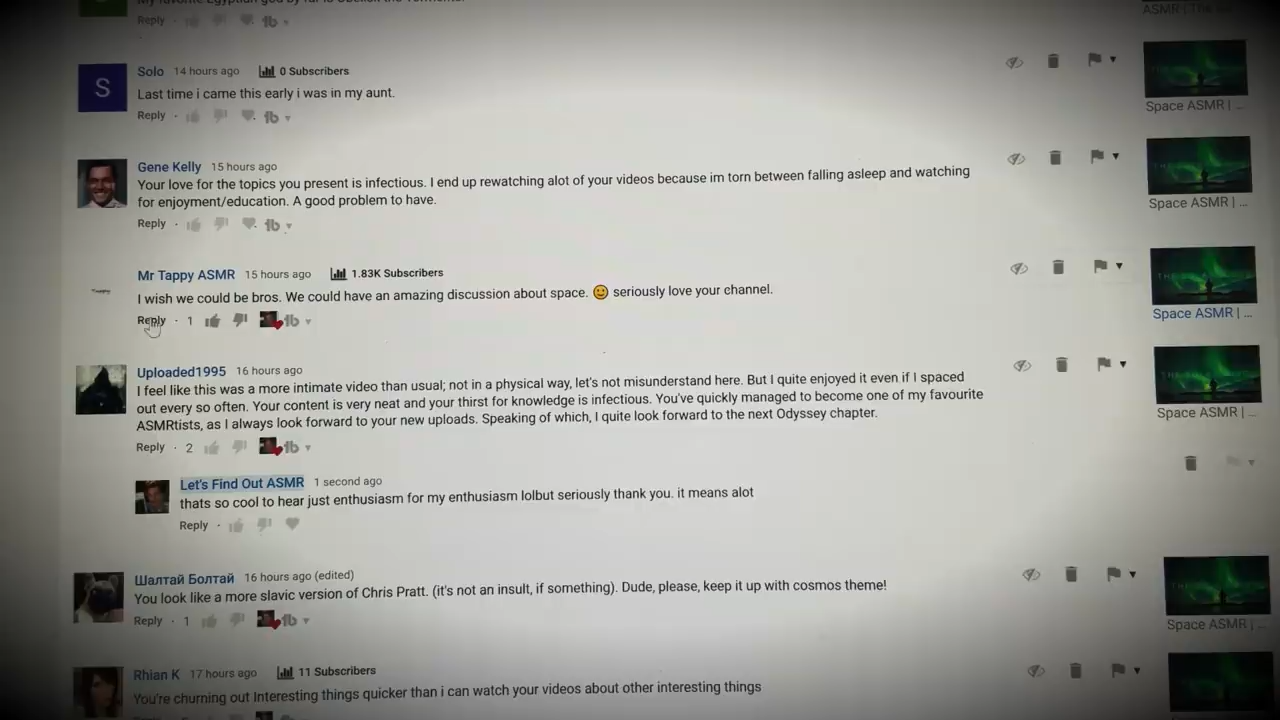 Reply
ASMR | The
Solo 14 hours ago 0 Subscribers
Last time i came this early i was in my aunt.
Reply
Space ASMR | ...
Gene Kelly 15 hours ago
Your love for the topics you present is infectious. I end up rewatching alot of your videos because im torn between falling asleep and watching
for enjoyment/education. A good problem to have.
Reply
Space ASMR | ...
Mr Tappy ASMR 15 hours ago 1.83K Subscribers
I wish we could be bros. We could have an amazing discussion about space. 🙂 seriously love your channel.
Reply · 1
Space ASMR | ...
Uploaded1995 16 hours ago
I feel like this was a more intimate video than usual; not in a physical way, let's not misunderstand here. But I quite enjoyed it even if I spaced
out every so often. Your content is very neat and your thirst for knowledge is infectious. You've quickly managed to become one of my favourite
ASMRtists, as I always look forward to your new uploads. Speaking of which, I quite look forward to the next Odyssey chapter.
Reply · 2
Space ASMR | ...
Let's Find Out ASMR 1 second ago
thats so cool to hear just enthusiasm for my enthusiasm lolbut seriously thank you. it means alot
Reply
Шалтай Болтай 16 hours ago (edited)
You look like a more slavic version of Chris Pratt. (it's not an insult, if something). Dude, please, keep it up with cosmos theme!
Reply · 1
Space ASMR | ...
Rhian K 17 hours ago 11 Subscribers
You're churning out Interesting things quicker than i can watch your videos about other interesting things